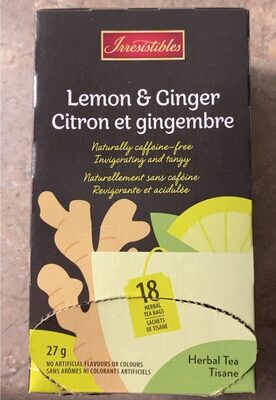 Irresistibles
Lemon & Ginger
Citron et gingembre
Naturally caffeine-free
Invigorating and tangy
Naturellement sans caféine
Revigorante et acidulée
18
HERBAL
TEA BAGS
SACHETS
DE TISANE
27 g
NO ARTIFICIAL FLAVOURS OR COLOURS
SANS ARÔMES NI COLORANTS ARTIFICIELS
Herbal Tea
Tisane